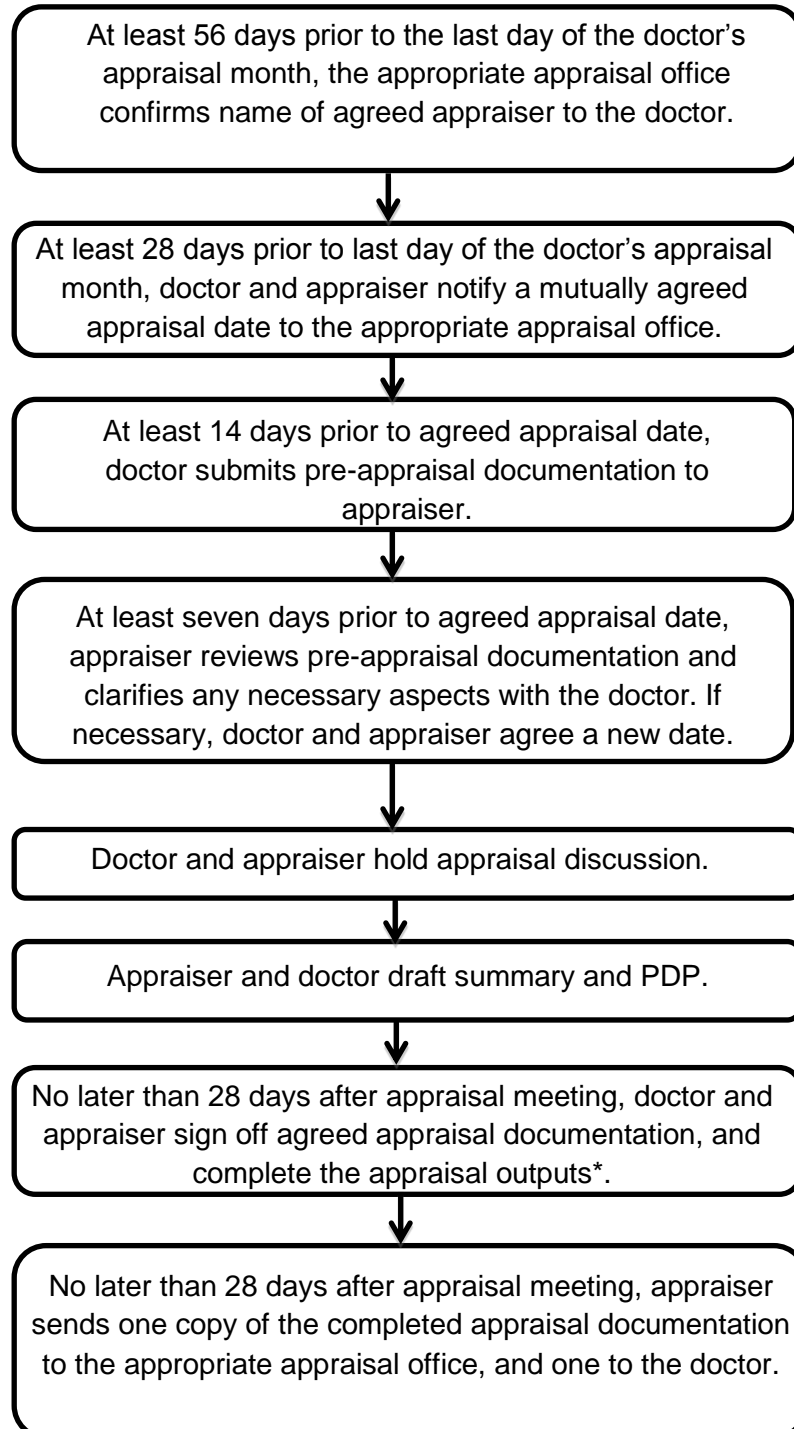 At least 56 days prior to the last day of the doctor’s
appraisal month, the appropriate appraisal office
confirms name of agreed appraiser to the doctor.
At least 28 days prior to last day of the doctor’s appraisal
month, doctor and appraiser notify a mutually agreed
appraisal date to the appropriate appraisal office.
At least 14 days prior to agreed appraisal date,
doctor submits pre-appraisal documentation to
appraiser.
At least seven days prior to agreed appraisal date,
appraiser reviews pre-appraisal documentation and
clarifies any necessary aspects with the doctor. If
necessary, doctor and appraiser agree a new date.
Doctor and appraiser hold appraisal discussion.
Appraiser and doctor draft summary and PDP.
No later than 28 days after appraisal meeting, doctor and
appraiser sign off agreed appraisal documentation, and
complete the appraisal outputs*.
No later than 28 days after appraisal meeting, appraiser
sends one copy of the completed appraisal documentation
to the appropriate appraisal office, and one to the doctor.